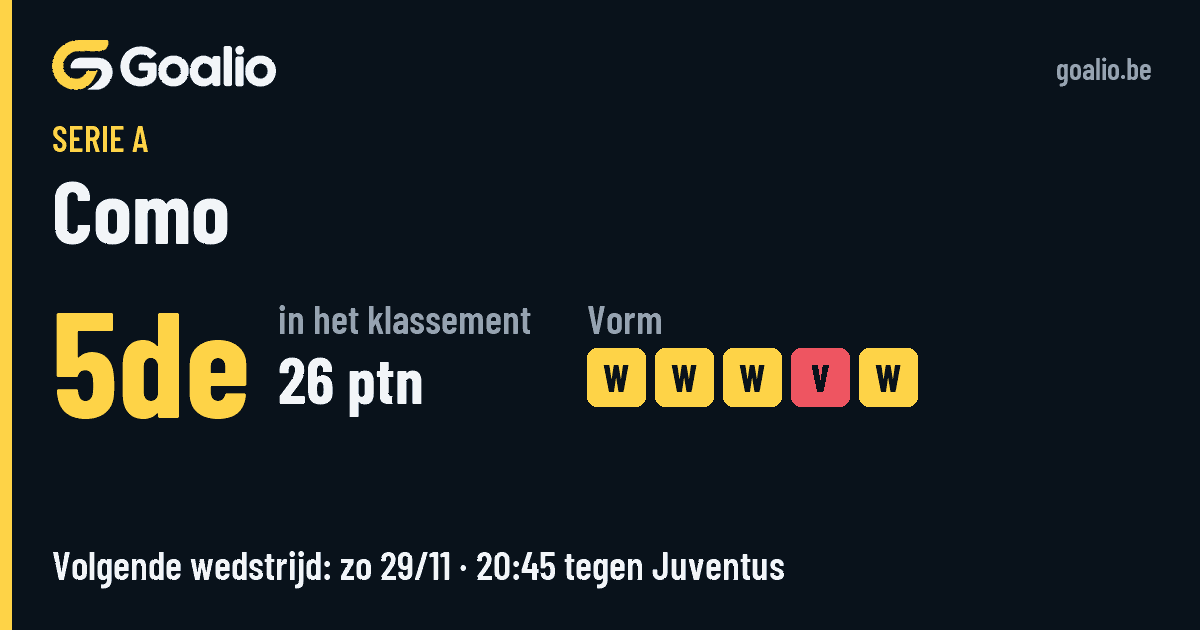 Goalio
goalio.be
SERIE A
Como
5de
in het klassement
26 ptn
Vorm
W W W V W
Volgende wedstrijd: zo 29/11 · 20:45 tegen Juventus